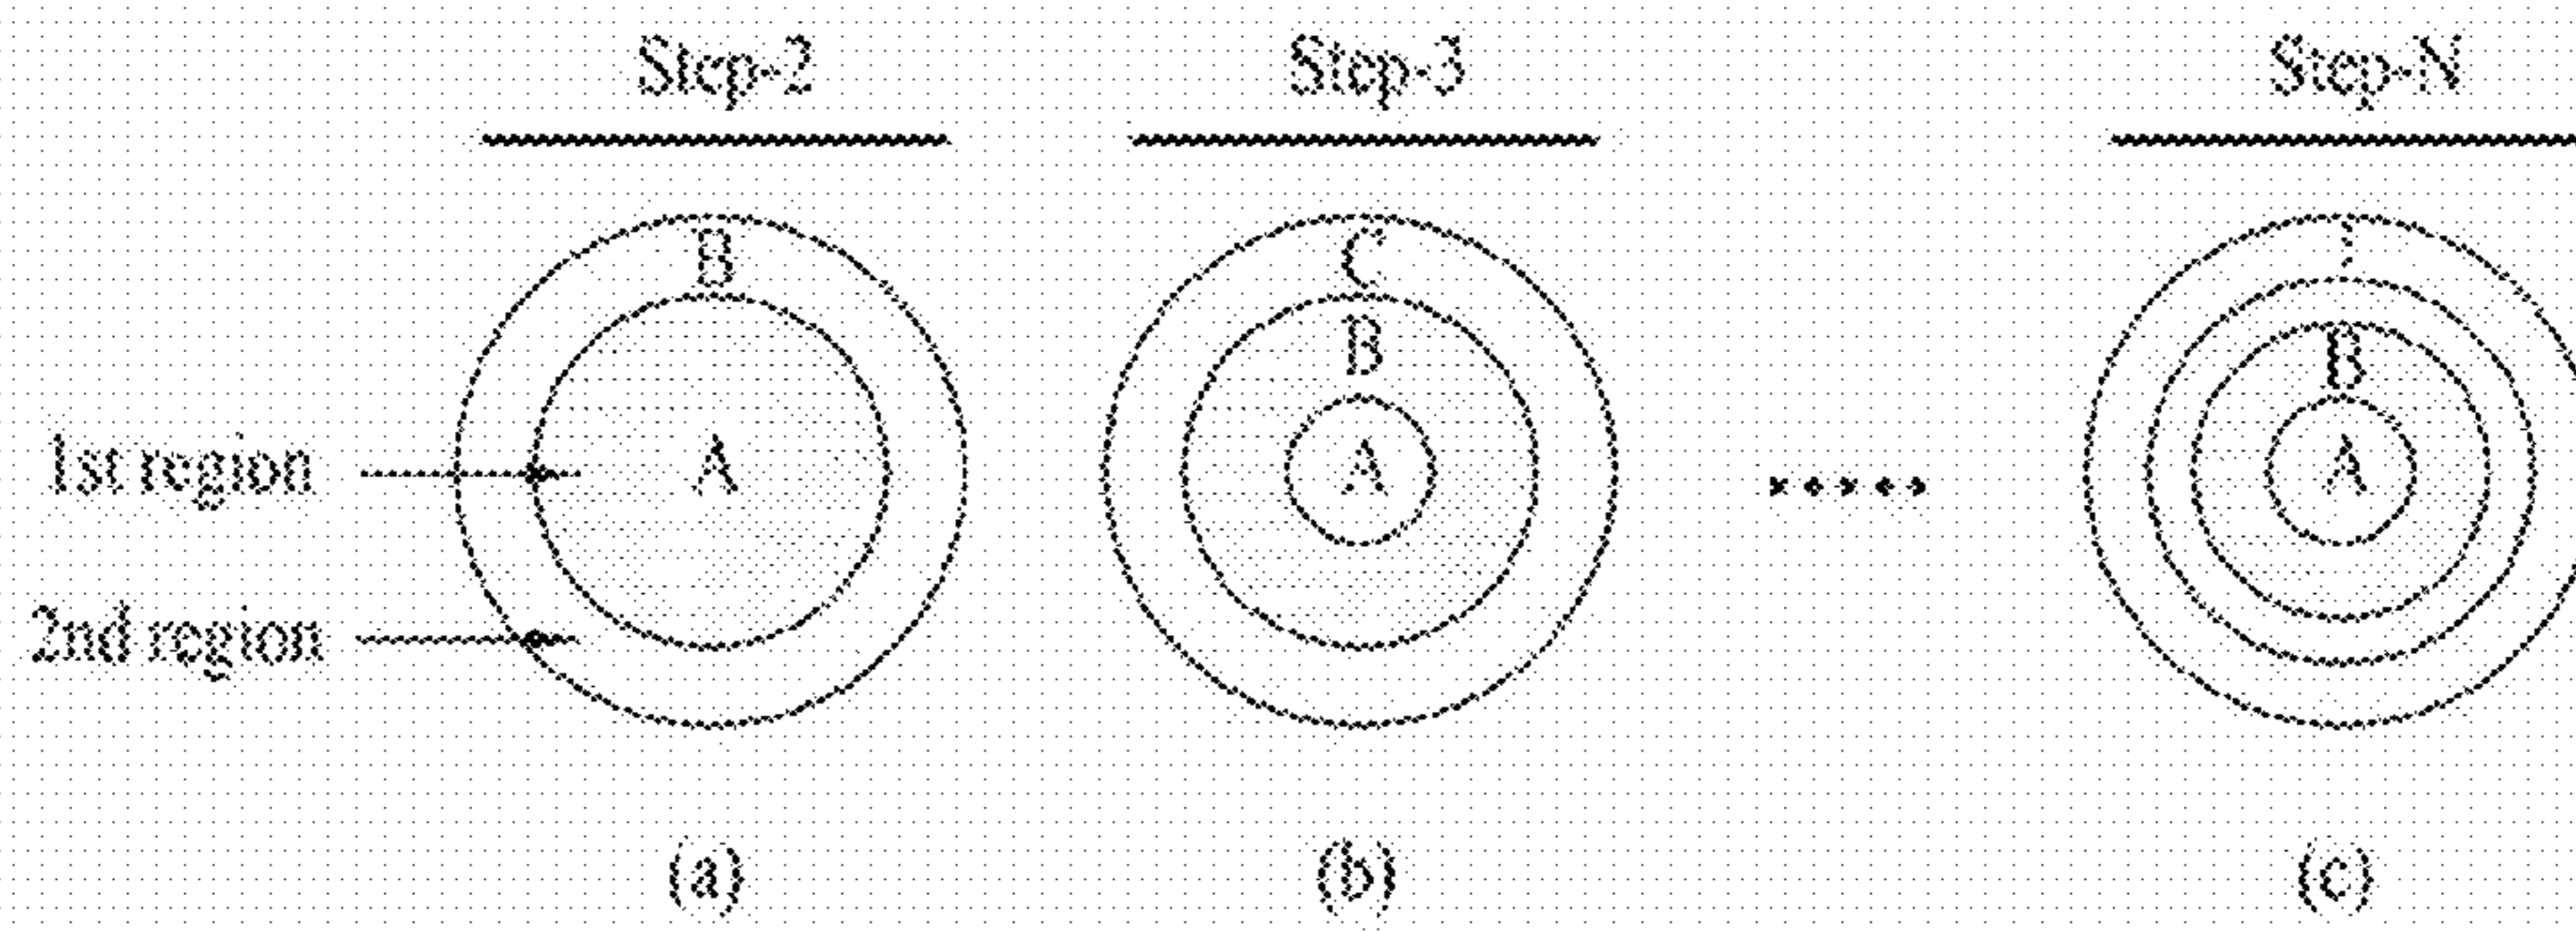 Step-2 Step-3 Step-N
B C
B B
1st region A A A
2nd region
(a) (b) (c)